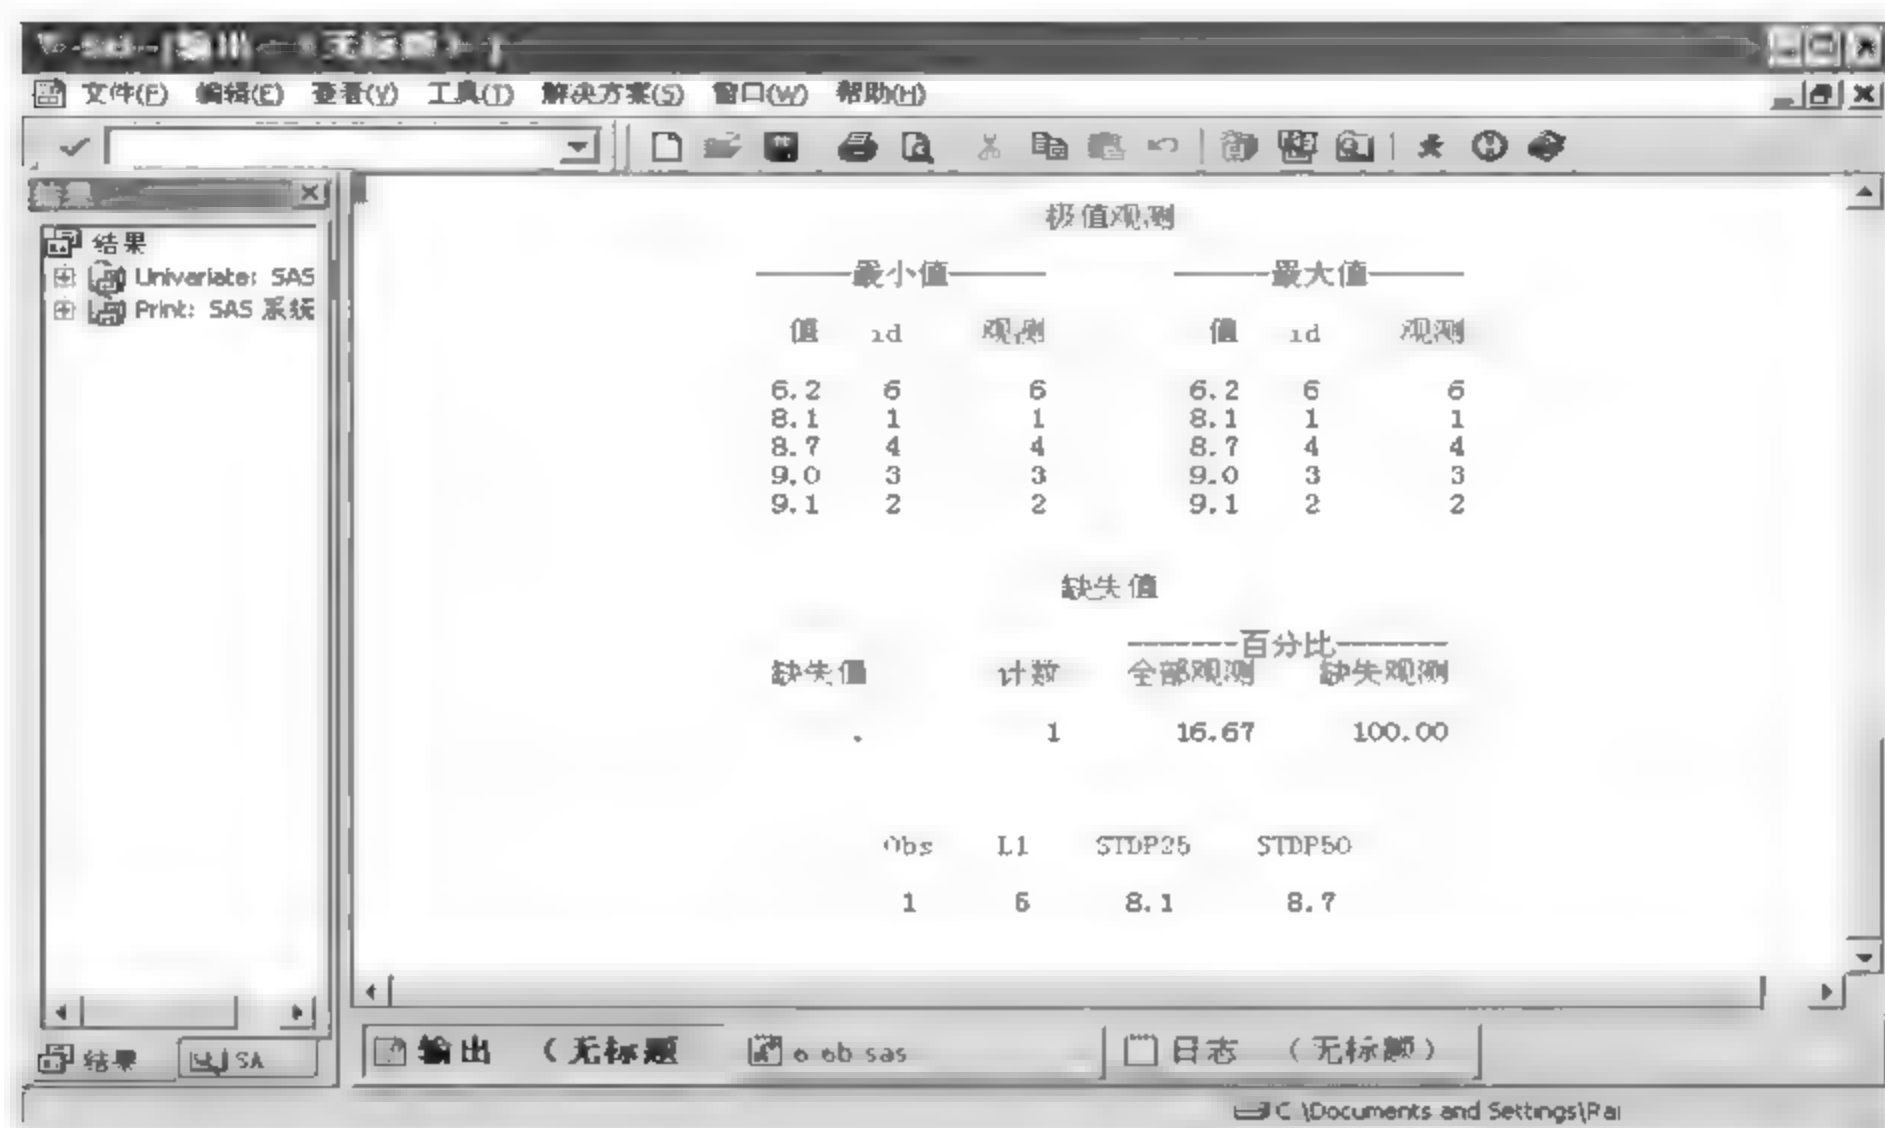 文件(F) 编辑(E) 查看(V) 工具(T) 解决方案(S) 窗口(W) 帮助(H)
结果
结果
Univariate: SAS
Print: SAS 系统
极值观测
最小值 最大值
值 id 观测 值 id 观测
6.2 6 6 6.2 6 6
8.1 1 1 8.1 1 1
8.7 4 4 8.7 4 4
9.0 3 3 9.0 3 3
9.1 2 2 9.1 2 2
缺失值
百分比
缺失值 计数 全部观测 缺失观测
. 1 16.67 100.00
Obs L1 STDP25 STDP50
1 8.1 8.7
结果 SA
输出 (无标题 sas 日志 (无标题)
C:\Documents and Settings\Rai